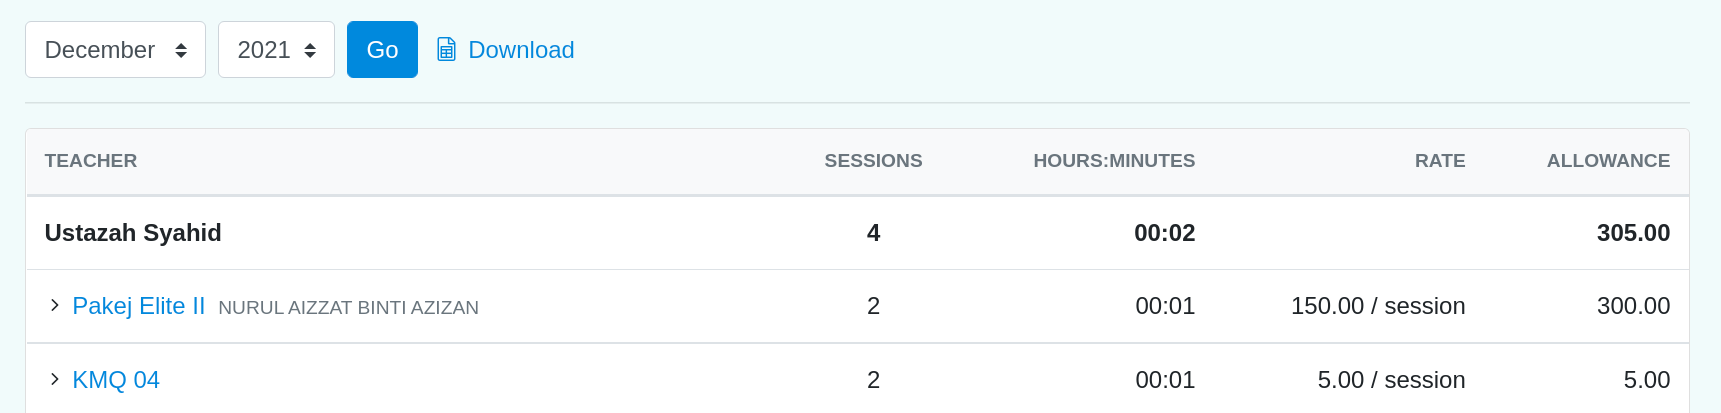 December 2021 Go Download
TEACHER SESSIONS HOURS:MINUTES RATE ALLOWANCE
Ustazah Syahid 4 00:02 305.00
Pakej Elite II NURUL AIZZAT BINTI AZIZAN 2 00:01 150.00 / session 300.00
KMQ 04 2 00:01 5.00 / session 5.00